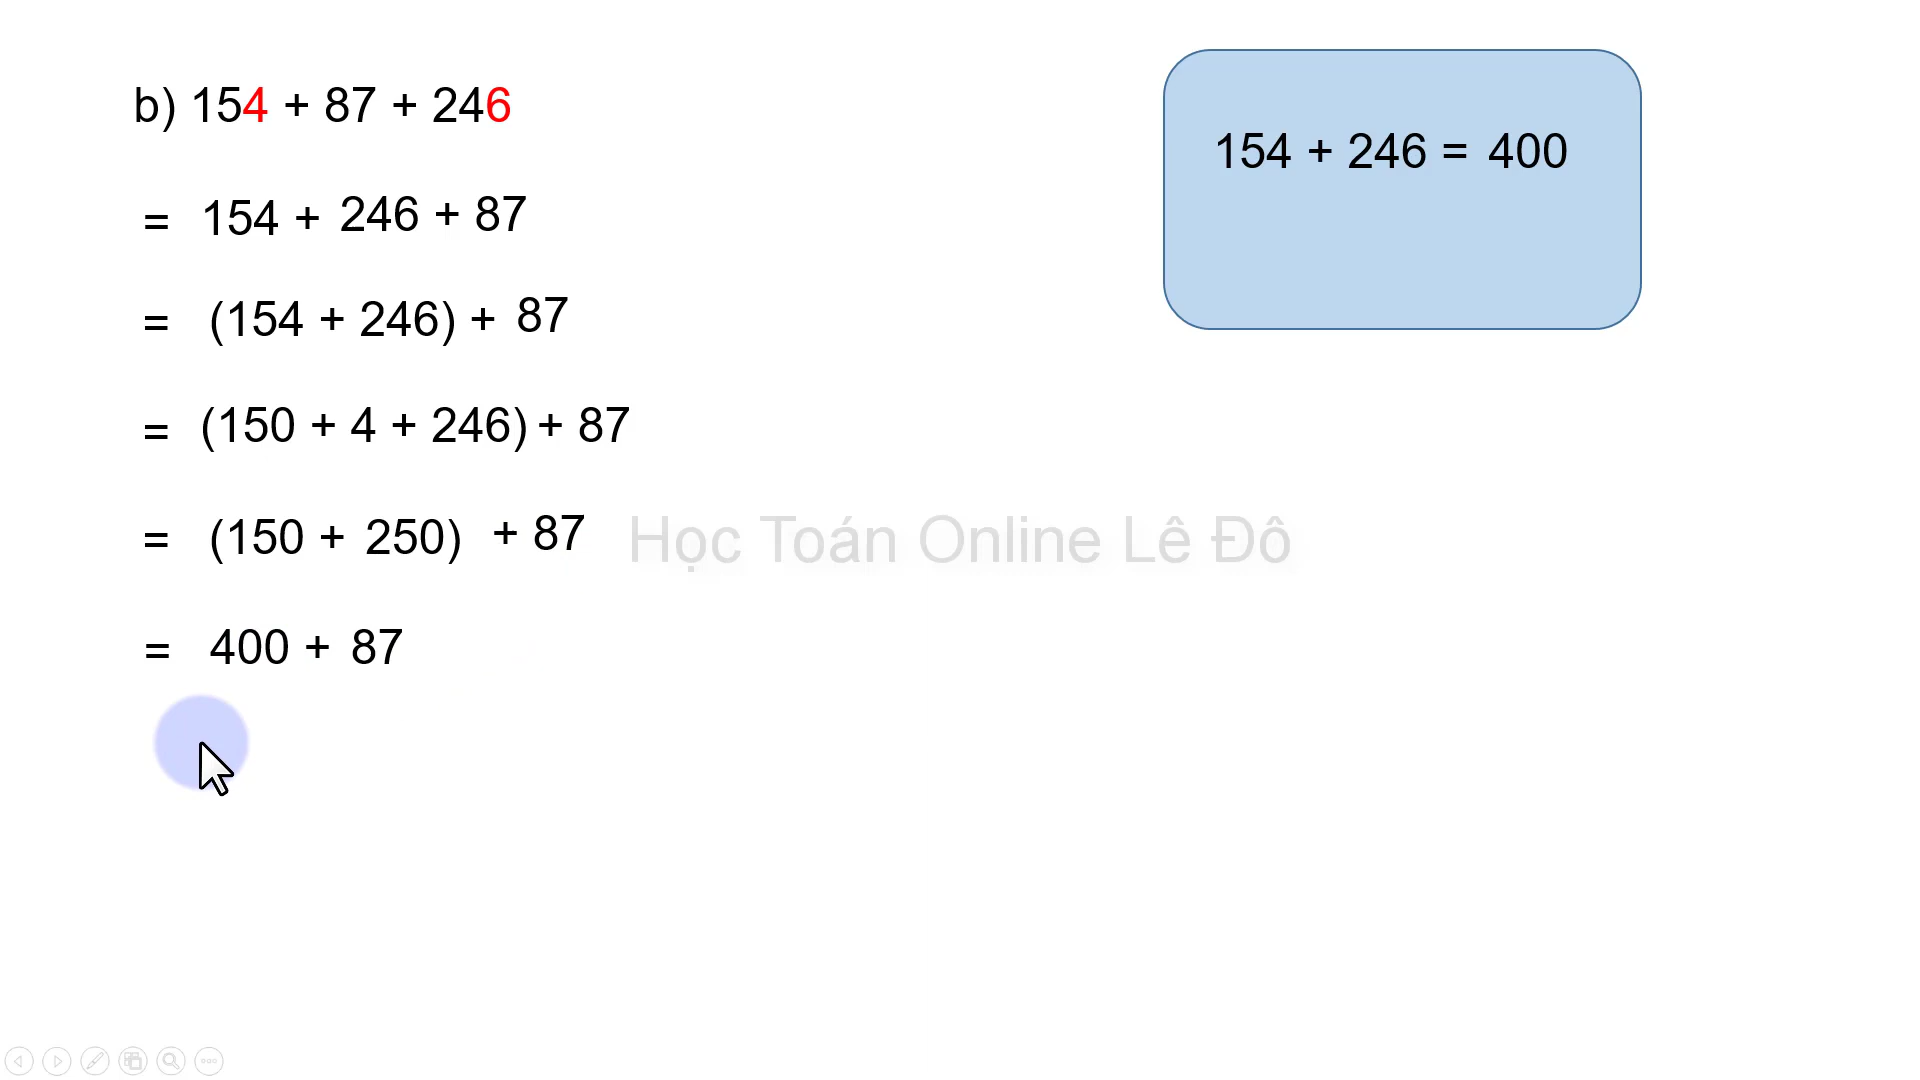 b) 154 + 87 + 246
= 154 + 246 + 87
= (154 + 246) + 87
= (150 + 4 + 246) + 87
= (150 + 250) + 87
= 400 + 87
154 + 246 = 400
Học Toán Online Lê Đô